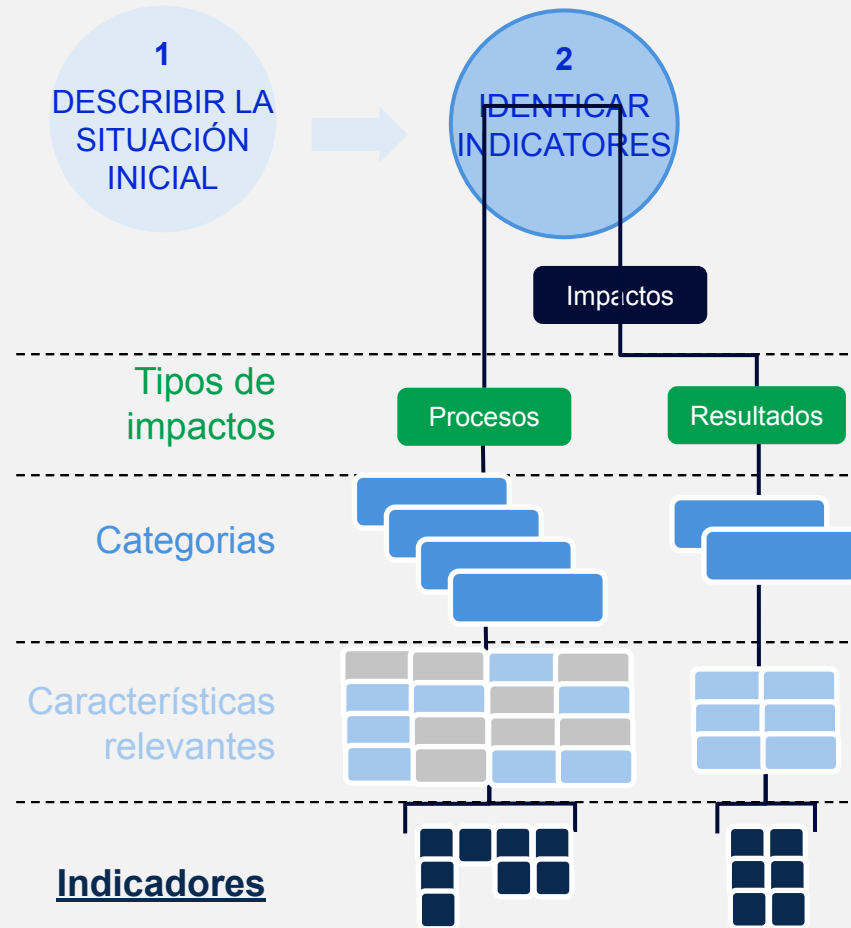 1
DESCRIBIR LA
SITUACIÓN
INICIAL
2
IDENTICAR
INDICATORES
Impactos
Tipos de
impactos
Procesos
Resultados
Categorias
Características
relevantes
Indicadores